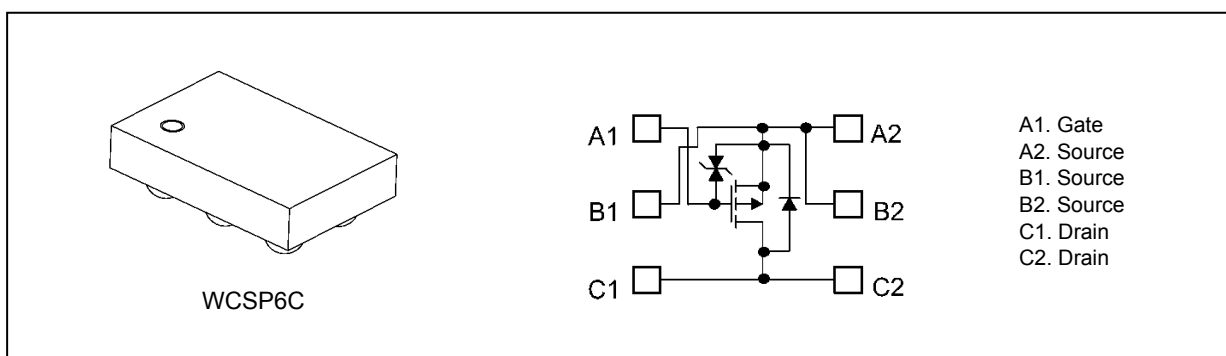 WCSP6C
A1
A2
B1
B2
C1
C2
A1. Gate
A2. Source
B1. Source
B2. Source
C1. Drain
C2. Drain